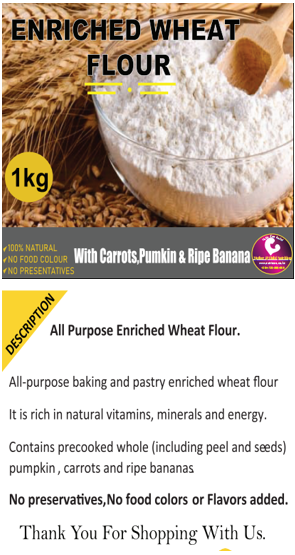 ENRICHED WHEAT
FLOUR
1kg
✓100% NATURAL
✓NO FOOD COLOUR
✓NO PRESENTATIVES
With Carrots,Pumkin & Ripe Banana
DESCRIPTION
All Purpose Enriched Wheat Flour.
All-purpose baking and pastry enriched wheat flour
It is rich in natural vitamins, minerals and energy.
Contains precooked whole (including peel and seeds)
pumpkin , carrots and ripe bananas.
No preservatives,No food colors or Flavors added.
Thank You For Shopping With Us.